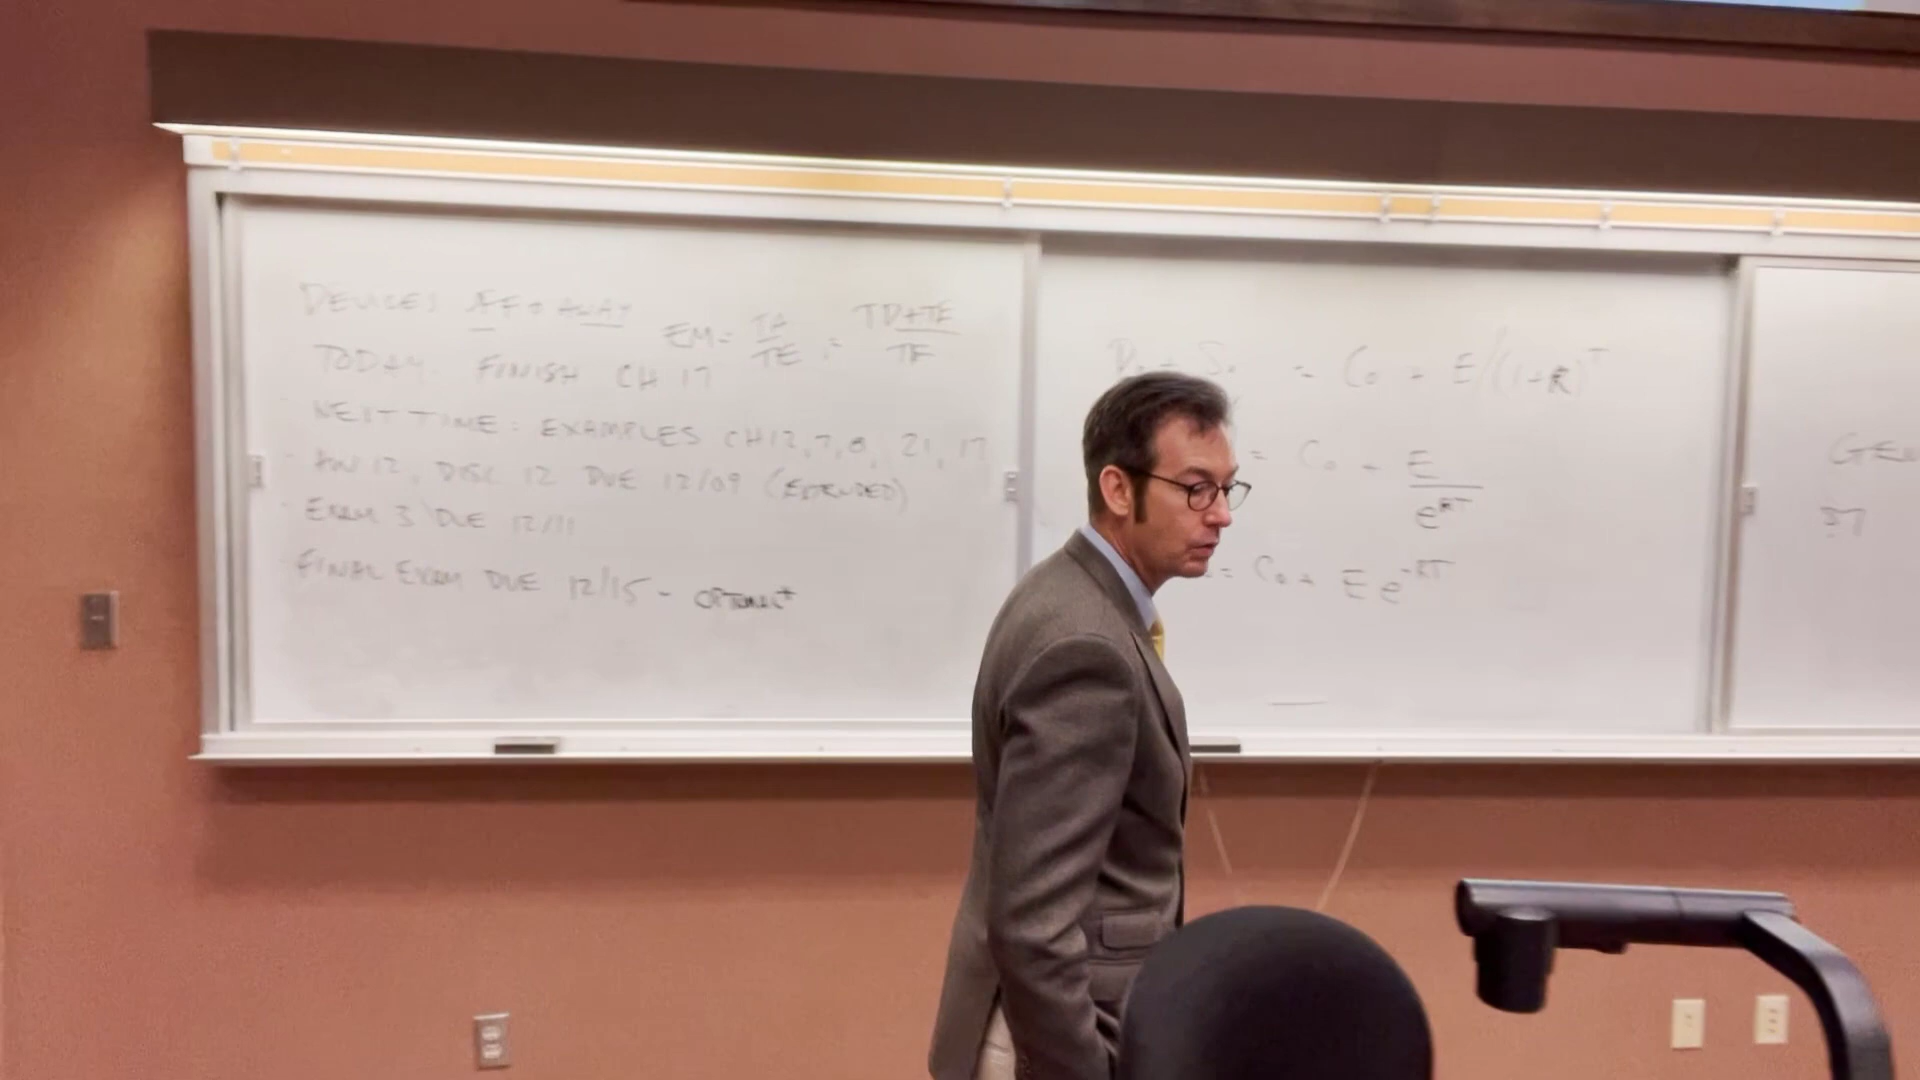 DEVICES OFF & AWAY
EM = TA/TE = TD+TE/TE
TODAY: FINISH CH 17
NEXT TIME: EXAMPLES CH 12, 7, 8, 21, 17
HW 12, DISC 12 DUE 12/09 (EXTENDED)
EXAM 3 DUE 12/11
FINAL EXAM DUE 12/15 - OPTIONAL*
P₀ + S₀ = C₀ + E/(1+R)^T
= C₀ + E/e^RT
= C₀ + E e^-RT